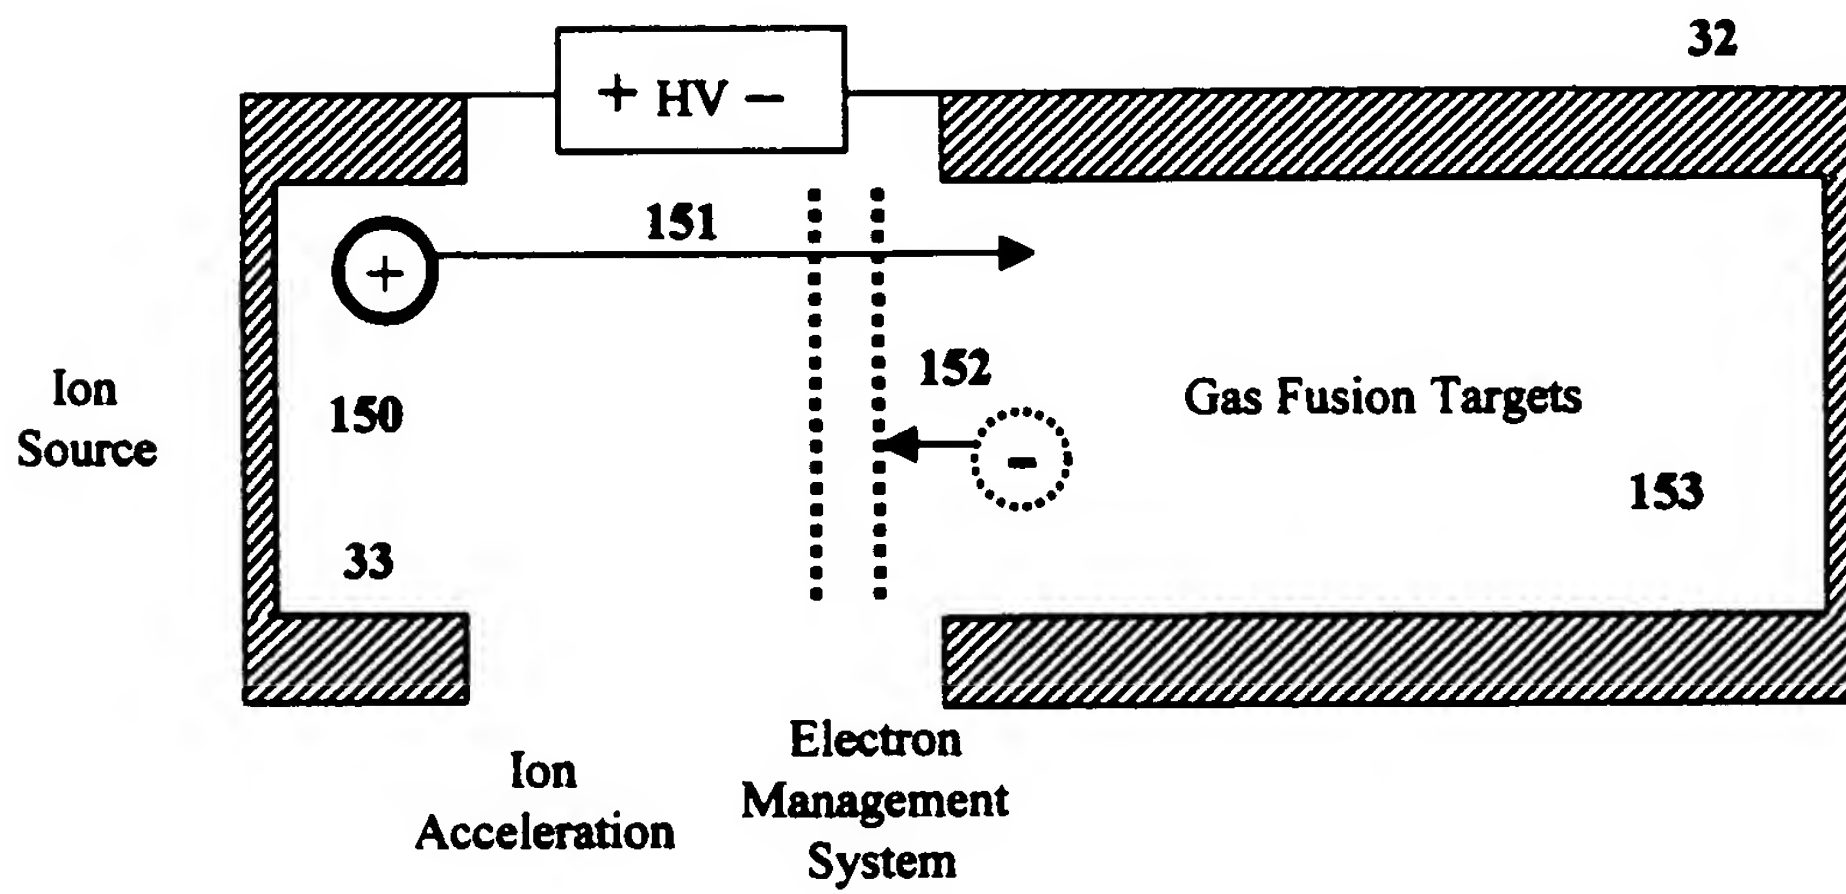 32
+ HV −
151
+
152
Ion
Source
150
Gas Fusion Targets
-
153
33
Electron
Management
System
Ion
Acceleration